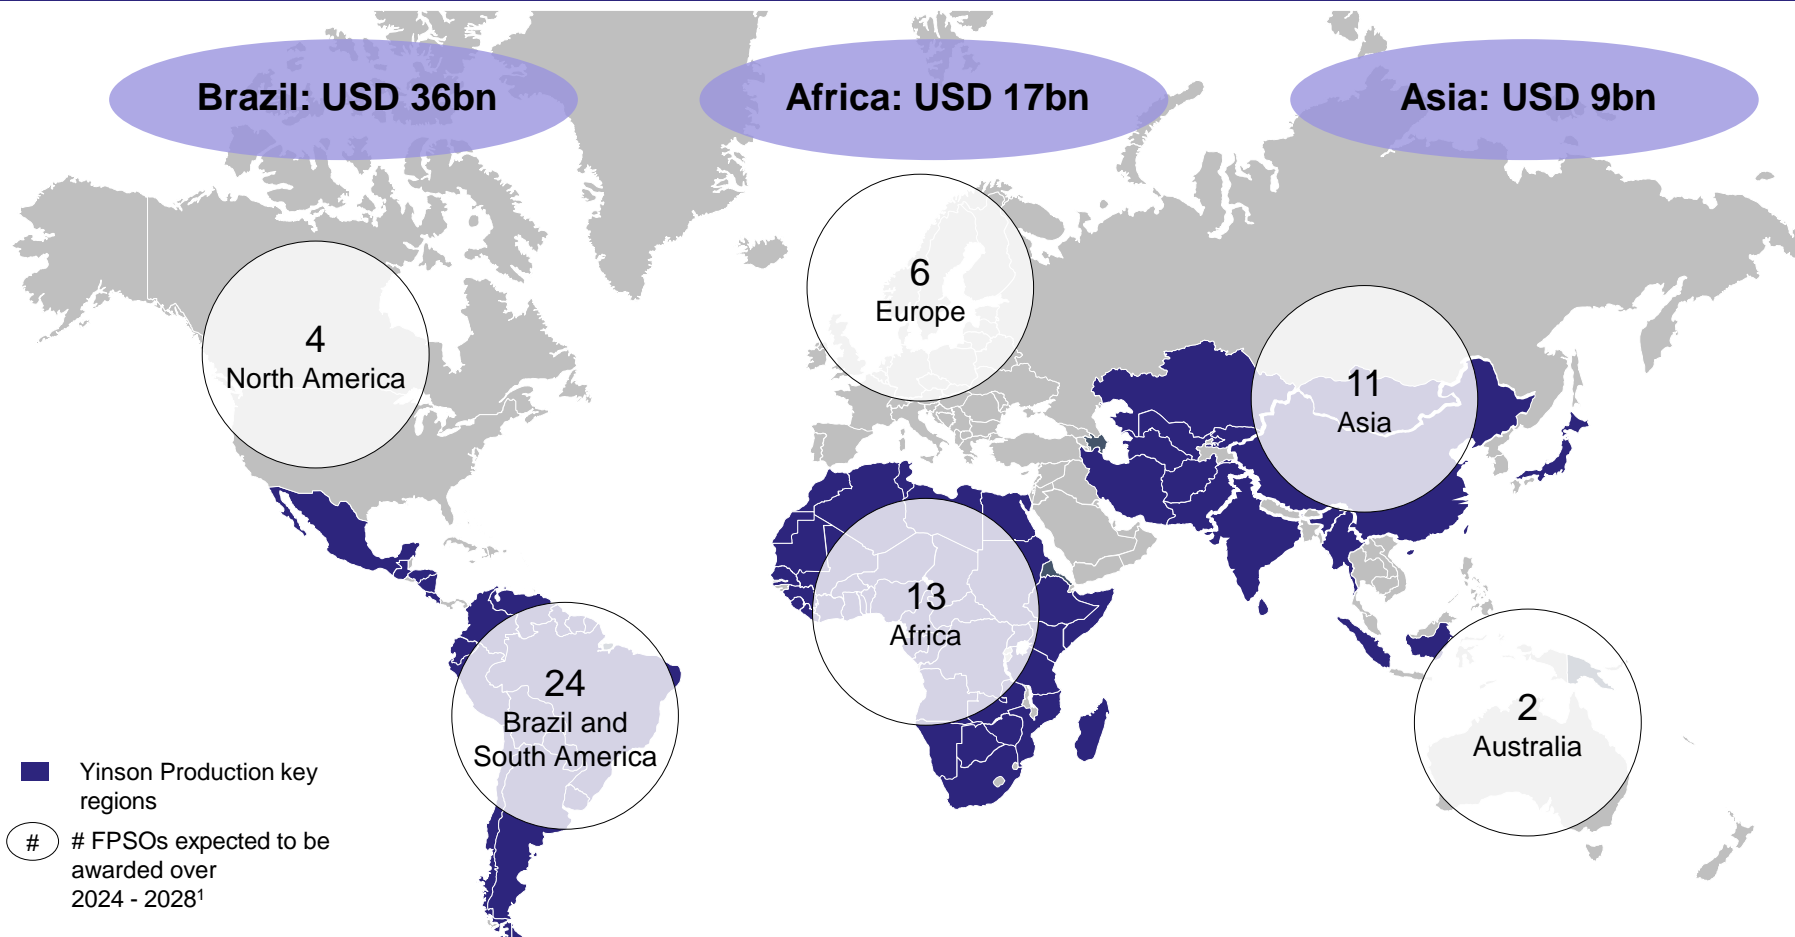 Brazil: USD 36bn
Africa: USD 17bn
Asia: USD 9bn
6
Europe
4
North America
11
Asia
13
Africa
24
Brazil and
South America
2
Australia
Yinson Production key
regions
#
# FPSOs expected to be
awarded over
2024 - 2028¹